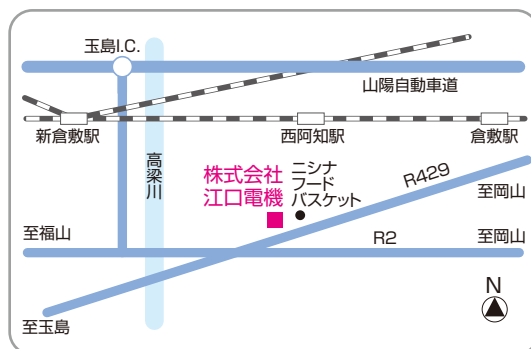 玉島I.C.
山陽自動車道
新倉敷駅
西阿知駅
倉敷駅
高梁川
株式会社
江口電機
ニシナ
フード
バスケット
R429
至岡山
至福山
R2
至岡山
至玉島
N